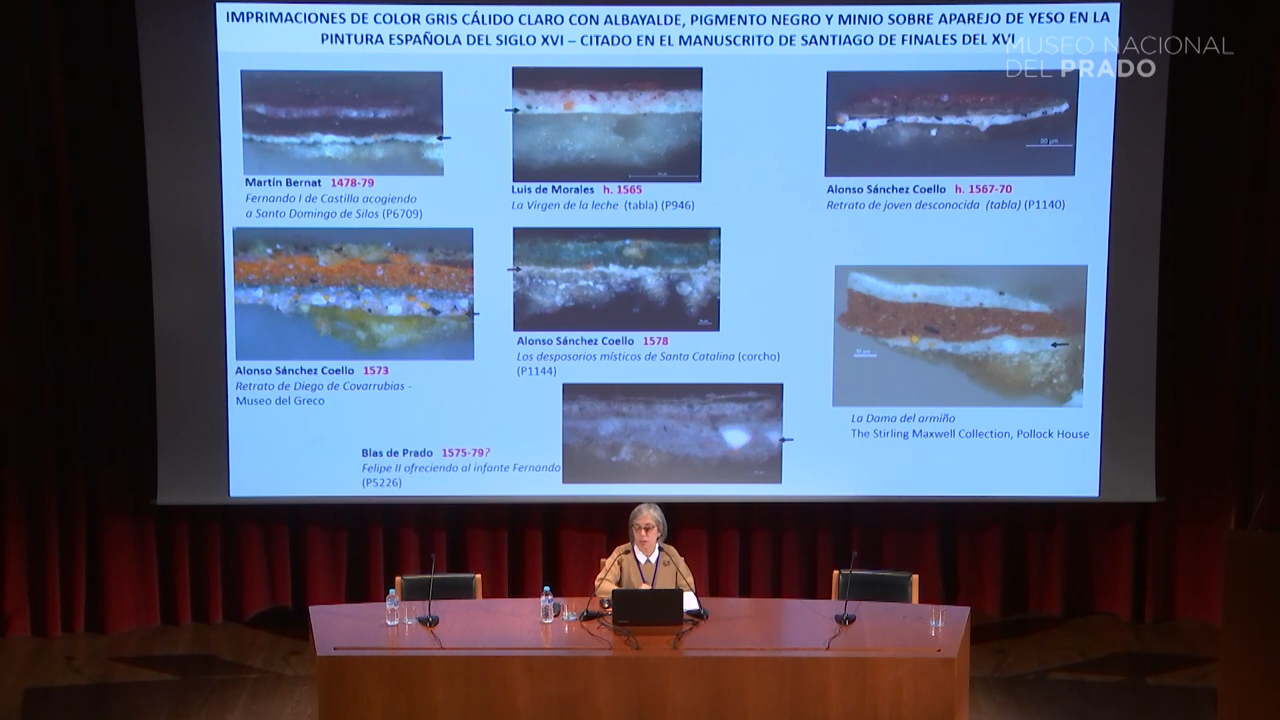 IMPRIMACIONES DE COLOR GRIS CÁLIDO CLARO CON ALBAYALDE, PIGMENTO NEGRO Y MINIO SOBRE APAREJO DE YESO EN LA
PINTURA ESPAÑOLA DEL SIGLO XVI – CITADO EN EL MANUSCRITO DE SANTIAGO DE FINALES DEL XVI
MUSEO NACIONAL
DEL PRADO
Martín Bernat 1478-79
Fernando I de Castilla acogiendo
a Santo Domingo de Silos (P6709)
Luis de Morales h. 1565
La Virgen de la leche (tabla) (P946)
50 µm
Alonso Sánchez Coello h. 1567-70
Retrato de joven desconocida (tabla) (P1140)
Alonso Sánchez Coello 1573
Retrato de Diego de Covarrubias -
Museo del Greco
Alonso Sánchez Coello 1578
Los desposorios místicos de Santa Catalina (corcho)
(P1144)
La Dama del armiño
The Stirling Maxwell Collection, Pollock House
Blas de Prado 1575-79?
Felipe II ofreciendo al infante Fernando
(P5226)